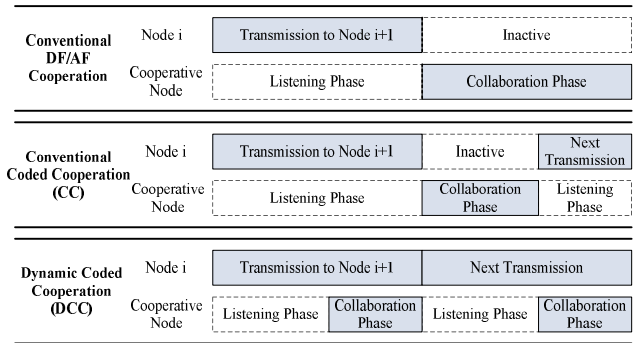 Conventional
DF/AF
Cooperation
Node i
Transmission to Node i+1
Inactive
Cooperative
Node
Listening Phase
Collaboration Phase
Conventional
Coded Cooperation
(CC)
Node i
Transmission to Node i+1
Inactive
Next
Transmission
Cooperative
Node
Listening Phase
Collaboration
Phase
Listening
Phase
Dynamic Coded
Cooperation
(DCC)
Node i
Transmission to Node i+1
Next Transmission
Cooperative
Node
Listening Phase
Collaboration
Phase
Listening Phase
Collaboration
Phase